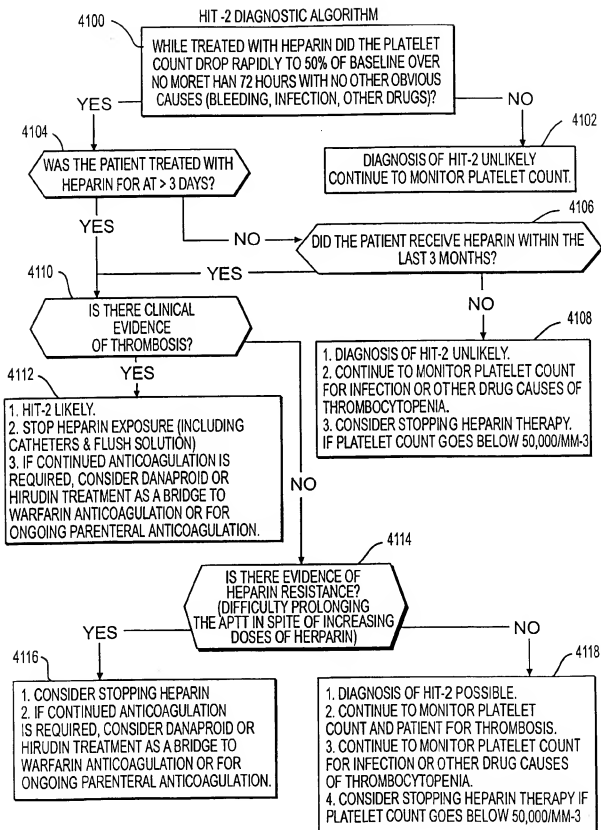 HIT -2 DIAGNOSTIC ALGORITHM
4100
WHILE TREATED WITH HEPARIN DID THE PLATELET
COUNT DROP RAPIDLY TO 50% OF BASELINE OVER
NO MORET HAN 72 HOURS WITH NO OTHER OBVIOUS
CAUSES (BLEEDING, INFECTION, OTHER DRUGS)?
YES
NO
4104
4102
WAS THE PATIENT TREATED WITH
HEPARIN FOR AT > 3 DAYS?
DIAGNOSIS OF HIT-2 UNLIKELY
CONTINUE TO MONITOR PLATELET COUNT.
YES
NO
4106
DID THE PATIENT RECEIVE HEPARIN WITHIN THE
LAST 3 MONTHS?
YES
NO
4110
IS THERE CLINICAL
EVIDENCE
OF THROMBOSIS?
4108
1. DIAGNOSIS OF HIT-2 UNLIKELY.
2. CONTINUE TO MONITOR PLATELET COUNT
FOR INFECTION OR OTHER DRUG CAUSES OF
THROMBOCYTOPENIA.
3. CONSIDER STOPPING HEPARIN THERAPY.
IF PLATELET COUNT GOES BELOW 50,000/MM-3
YES
4112
1. HIT-2 LIKELY.
2. STOP HEPARIN EXPOSURE (INCLUDING
CATHETERS & FLUSH SOLUTION)
3. IF CONTINUED ANTICOAGULATION IS
REQUIRED, CONSIDER DANAPROID OR
HIRUDIN TREATMENT AS A BRIDGE TO
WARFARIN ANTICOAGULATION OR FOR
ONGOING PARENTERAL ANTICOAGULATION.
NO
4114
IS THERE EVIDENCE OF
HEPARIN RESISTANCE?
(DIFFICULTY PROLONGING
THE APTT IN SPITE OF INCREASING
DOSES OF HERPARIN)
YES
NO
4116
1. CONSIDER STOPPING HEPARIN
2. IF CONTINUED ANTICOAGULATION
IS REQUIRED, CONSIDER DANAPROID OR
HIRUDIN TREATMENT AS A BRIDGE TO
WARFARIN ANTICOAGULATION OR FOR
ONGOING PARENTERAL ANTICOAGULATION.
4118
1. DIAGNOSIS OF HIT-2 POSSIBLE.
2. CONTINUE TO MONITOR PLATELET
COUNT AND PATIENT FOR THROMBOSIS.
3. CONTINUE TO MONITOR PLATELET COUNT
FOR INFECTION OR OTHER DRUG CAUSES
OF THROMBOCYTOPENIA.
4. CONSIDER STOPPING HEPARIN THERAPY IF
PLATELET COUNT GOES BELOW 50,000/MM-3